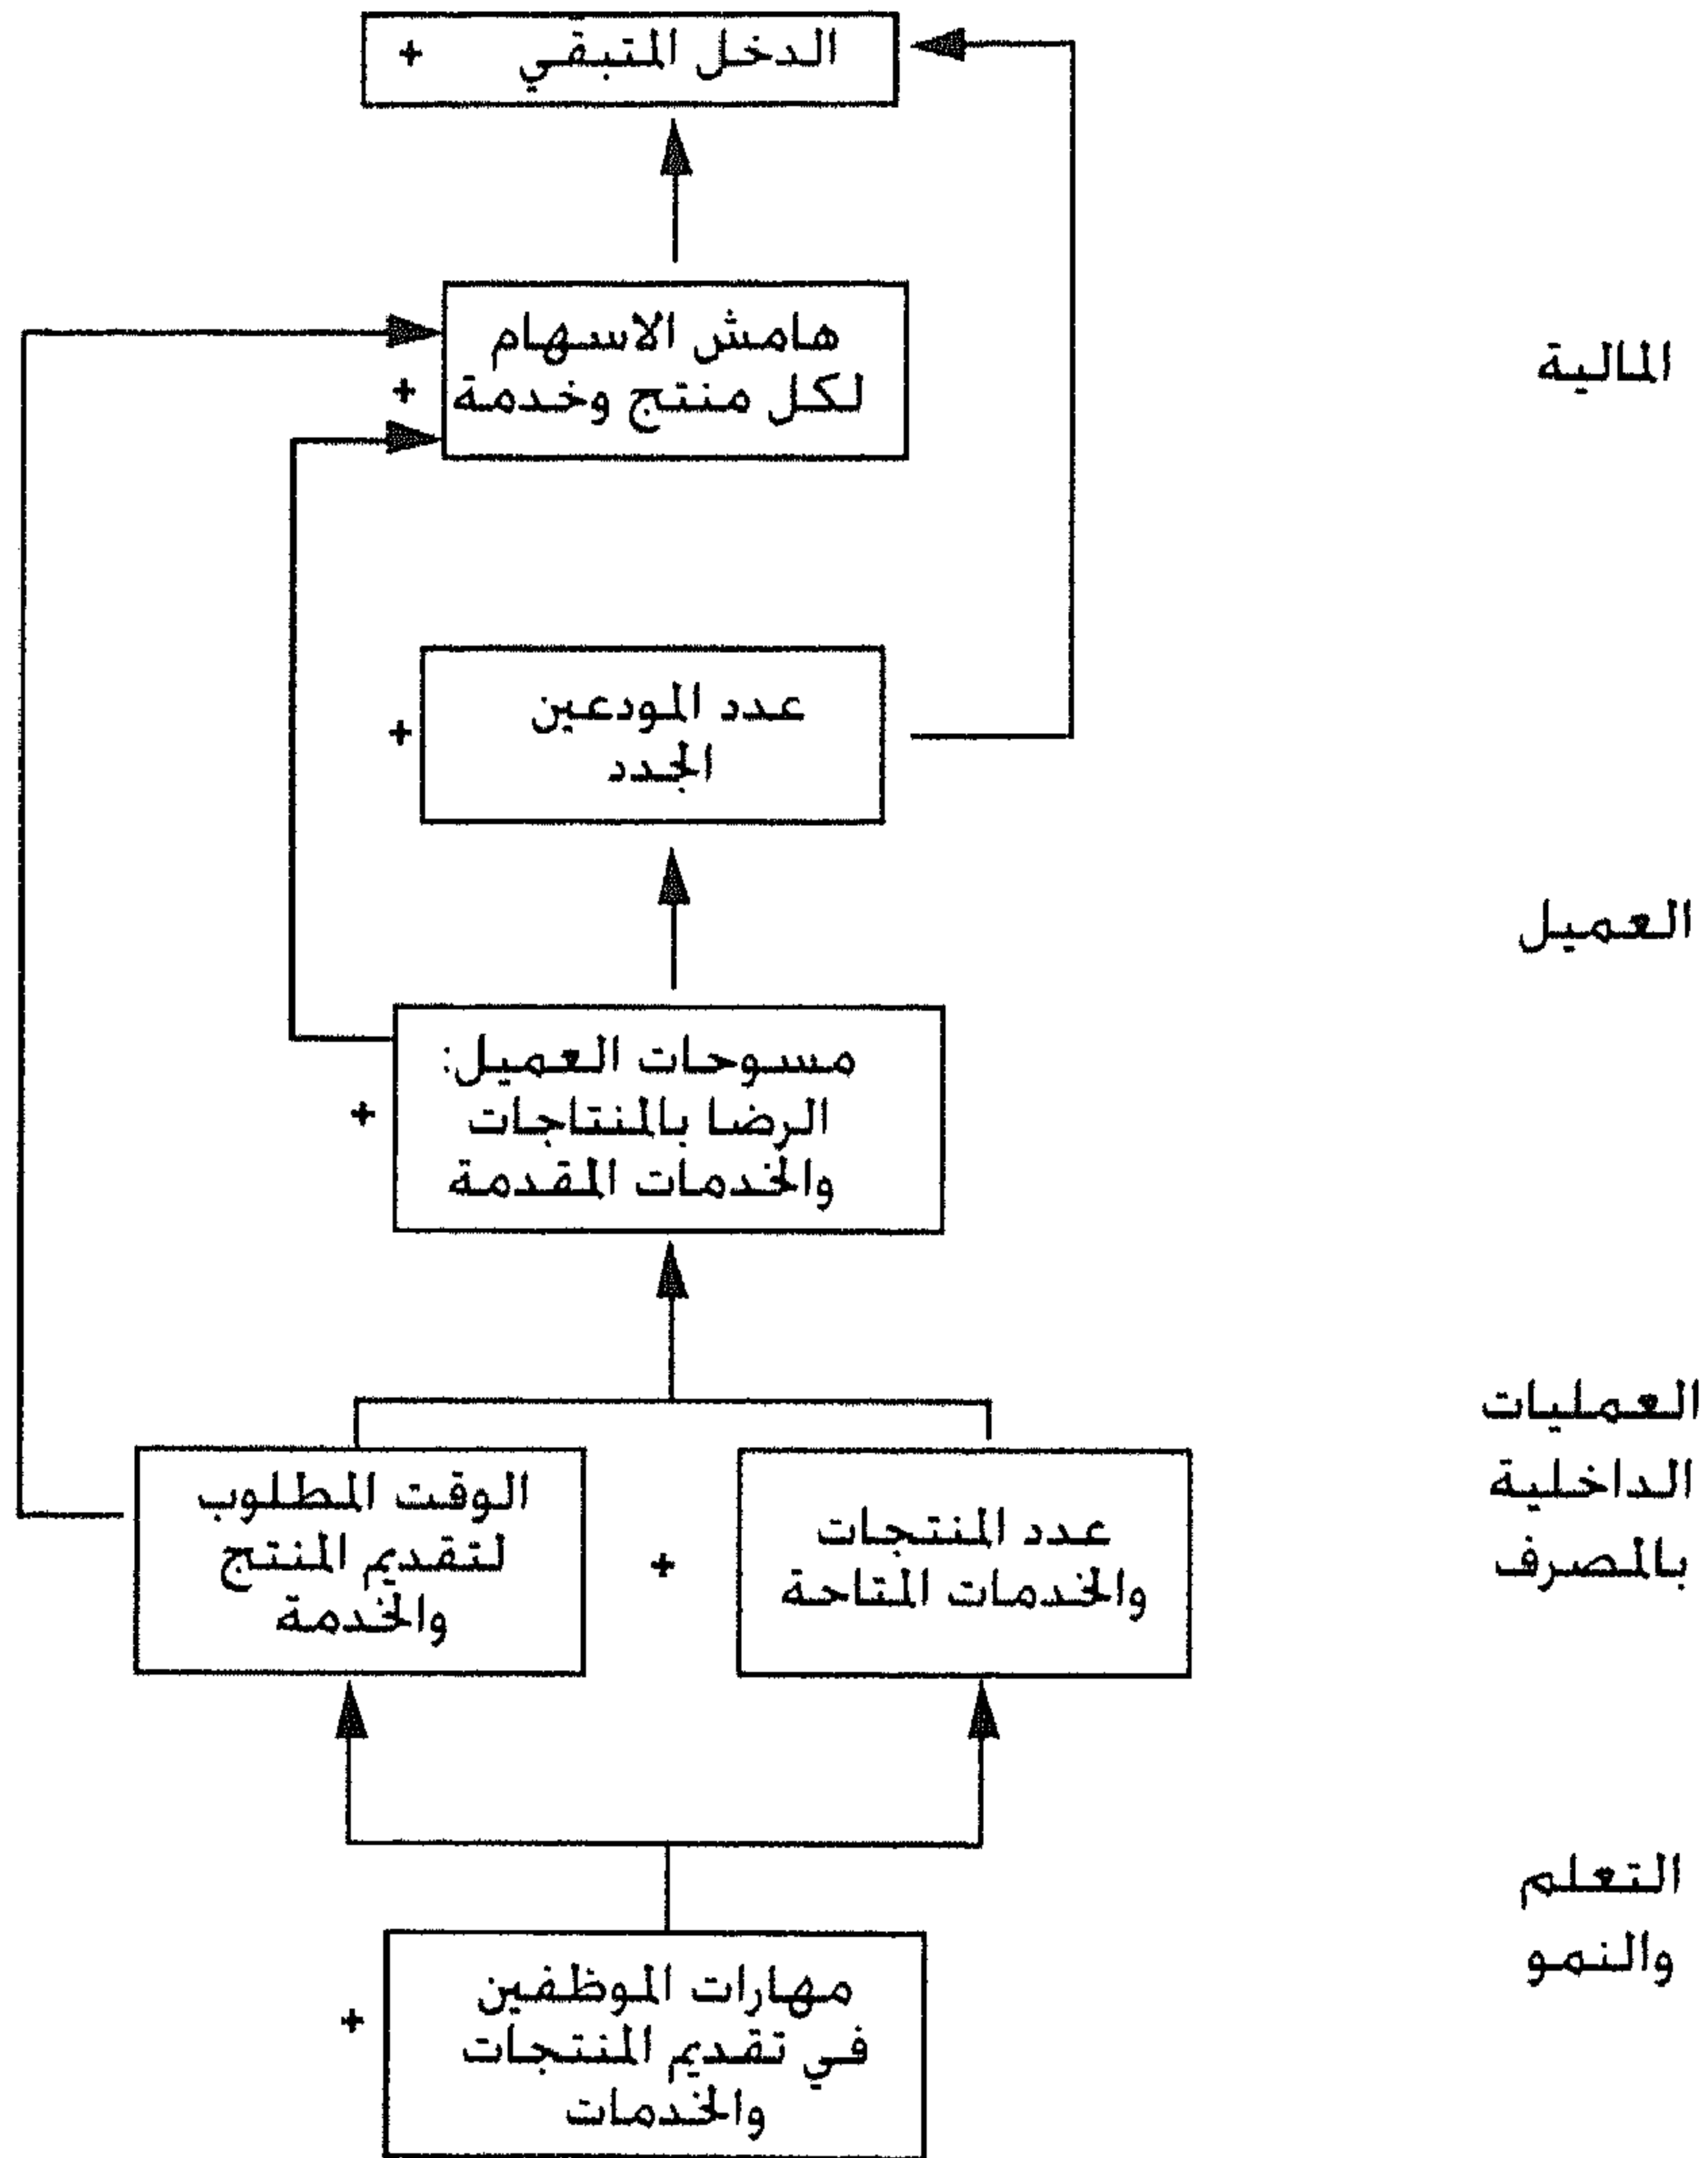 الدخل المتبقي +
هامش الاسهام
المالية
لكل منتج وخدمة +
عدد المودعين
+
الجدد
العميل
مسوحات العميل:
الرضا بالمنتاجات +
والخدمات المقدمة
العمليات
الداخلية
بالمصرف
عدد المنتجات
والخدمات المتاحة
+
الوقت المطلوب
لتقديم المنتج
والخدمة
التعلم
والنمو
مهارات الموظفين
+
في تقديم المنتجات
والخدمات